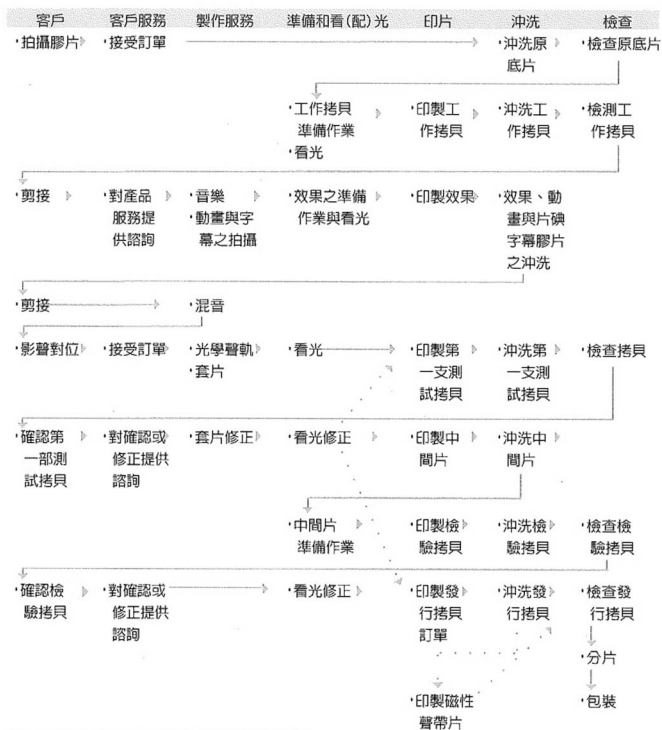 客戶 客戶服務 製作服務 準備和看(配)光 印片 沖洗 檢查
・拍攝膠片 ・接受訂單 ・沖洗原 ・檢查原底片
底片
・工作拷貝 ・印製工 ・沖洗工 ・檢測工
準備作業 作拷貝 作拷貝 作拷貝
・看光
・剪接 ・對產品 ・音樂 ・效果之準備 ・印製效果 ・效果、動
服務提 ・動畫與字 作業與看光 畫與片碘
供諮詢 幕之拍攝 字幕膠片
之沖洗
・剪接 ・混音
・影聲對位 ・接受訂單 ・光學聲軌 ・看光 ・印製第 ・沖洗第 ・檢查拷貝
・套片 一支測 一支測
試拷貝 試拷貝
・確認第 ・對確認或 ・套片修正 ・看光修正 ・印製中 ・沖洗中
一部測 修正提供 間片 間片
試拷貝 諮詢
・中間片 ・印製檢 ・沖洗檢 ・檢查檢
準備作業 驗拷貝 驗拷貝 驗拷貝
・確認檢 ・對確認或 ・看光修正 ・印製發 ・沖洗發 ・檢查發
驗拷貝 修正提供 行拷貝 行拷貝 行拷貝
諮詢 訂單
・分片
・印製磁性 ・包裝
聲帶片